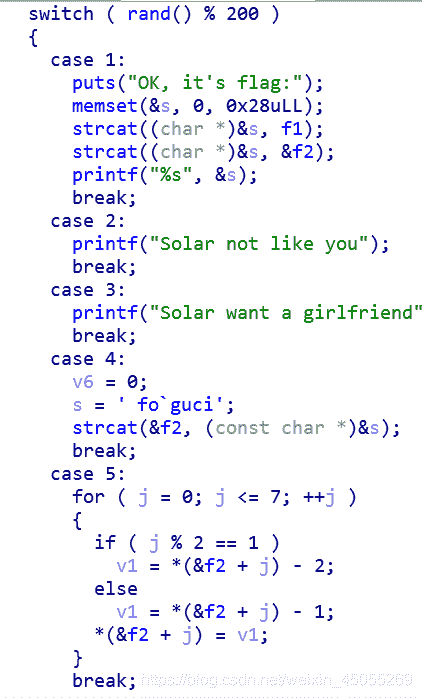 switch ( rand() % 200 )
{
case 1:
puts("OK, it's flag:");
memset(&s, 0, 0x28uLL);
strcat((char *)&s, f1);
strcat((char *)&s, &f2);
printf("%s", &s);
break;
case 2:
printf("Solar not like you");
break;
case 3:
printf("Solar want a girlfriend"
break;
case 4:
v6 = 0;
s = ' fo`guci';
strcat(&f2, (const char *)&s);
break;
case 5:
for ( j = 0; j <= 7; ++j )
{
if ( j % 2 == 1 )
v1 = *(&f2 + j) - 2;
else
v1 = *(&f2 + j) - 1;
*(&f2 + j) = v1;
}
break; https://blog.csdn.net/weixin_45055269